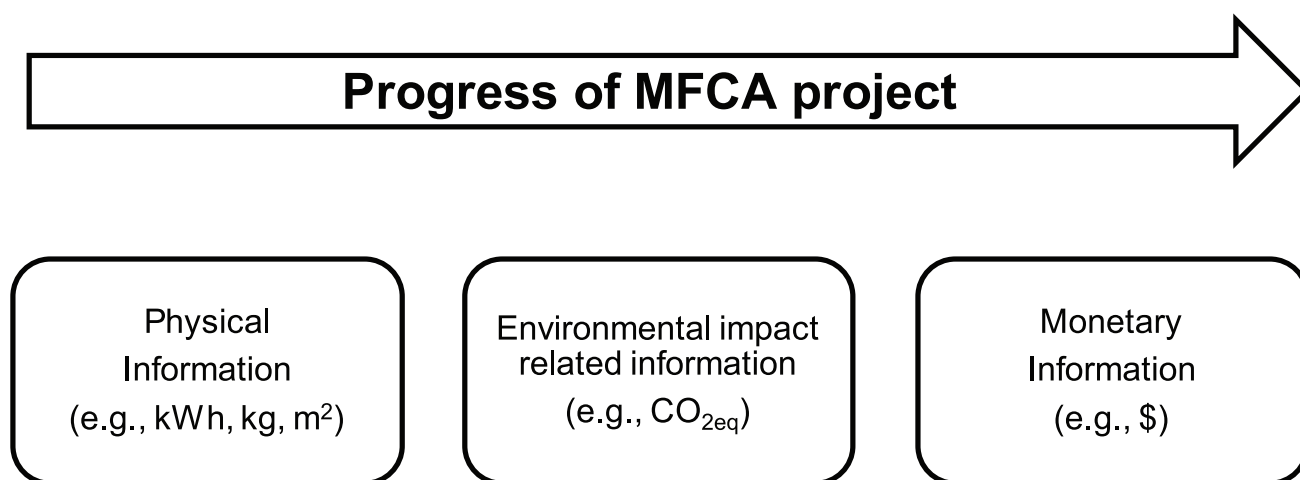 Progress of MFCA project
Physical
Information
(e.g., kWh, kg, m²)
Environmental impact
related information
(e.g., CO₂eq)
Monetary
Information
(e.g., $)